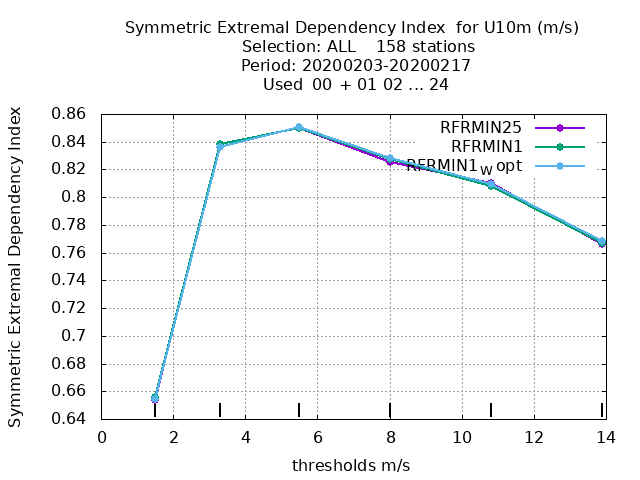 Symmetric Extremal Dependency Index  for U10m (m/s)
Selection: ALL    158 stations
Period: 20200203-20200217
Used  00 + 01 02 ... 24
Symmetric Extremal Dependency Index
0.86
0.84
0.82
0.8
0.78
0.76
0.74
0.72
0.7
0.68
0.66
0.64
RFRMIN25
RFRMIN1
RFRMIN1w opt
0 2 4 6 8 10 12 14
thresholds m/s